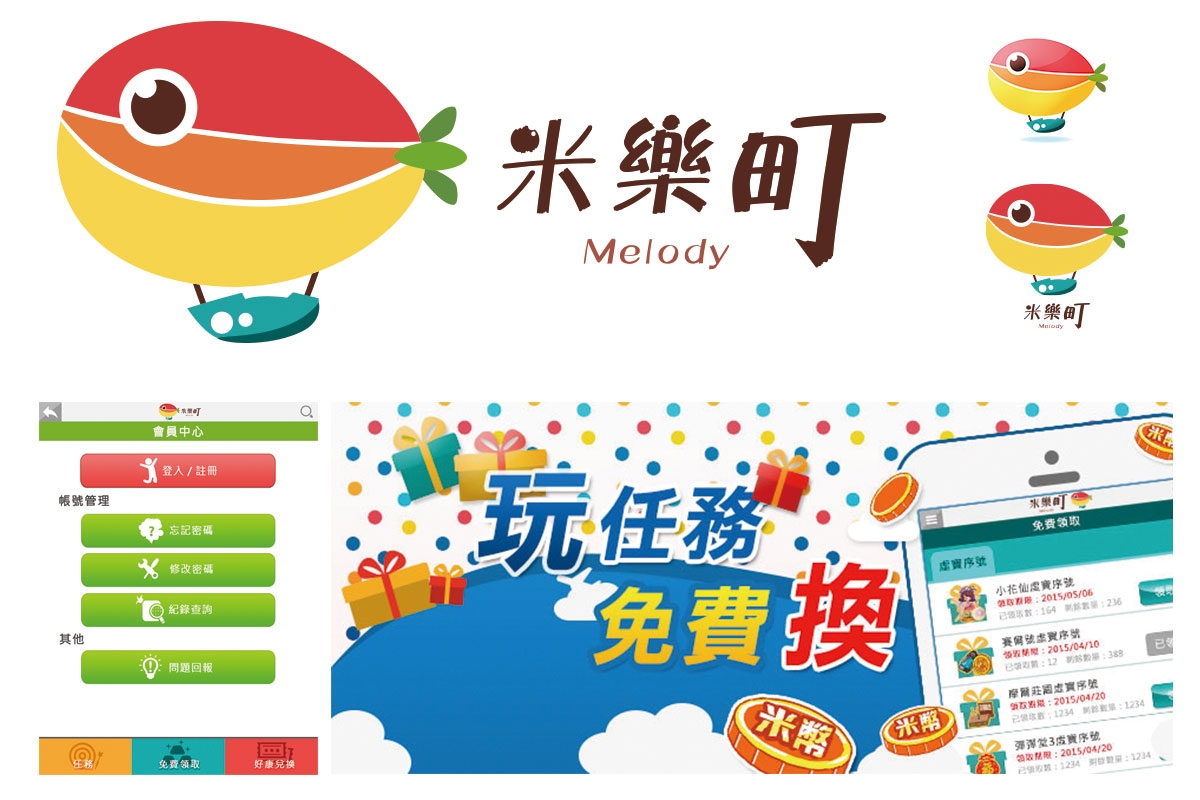 米樂町
Melody
米樂町
Melody
米樂町
會員中心
登入 / 註冊
帳號管理
忘記密碼
修改密碼
紀錄查詢
其他
問題回報
任務
免費領取
好康兌換
玩任務
免費換
米幣
米幣
米
米樂町
免費領取
虛寶序號
小花仙虛寶序號
領取期限：2015/05/06
已領取數：164 剩餘數量：236
領取
賽爾號虛寶序號
領取期限：2015/04/10
已領取數：12 剩餘數量：388
已領
摩爾莊園虛寶序號
領取期限：2015/04/20
已領取數：1234 剩餘數量：1234
彈彈堂3虛寶序號
領取期限：2015/04/20
已領取數：1234 剩餘數量：1234